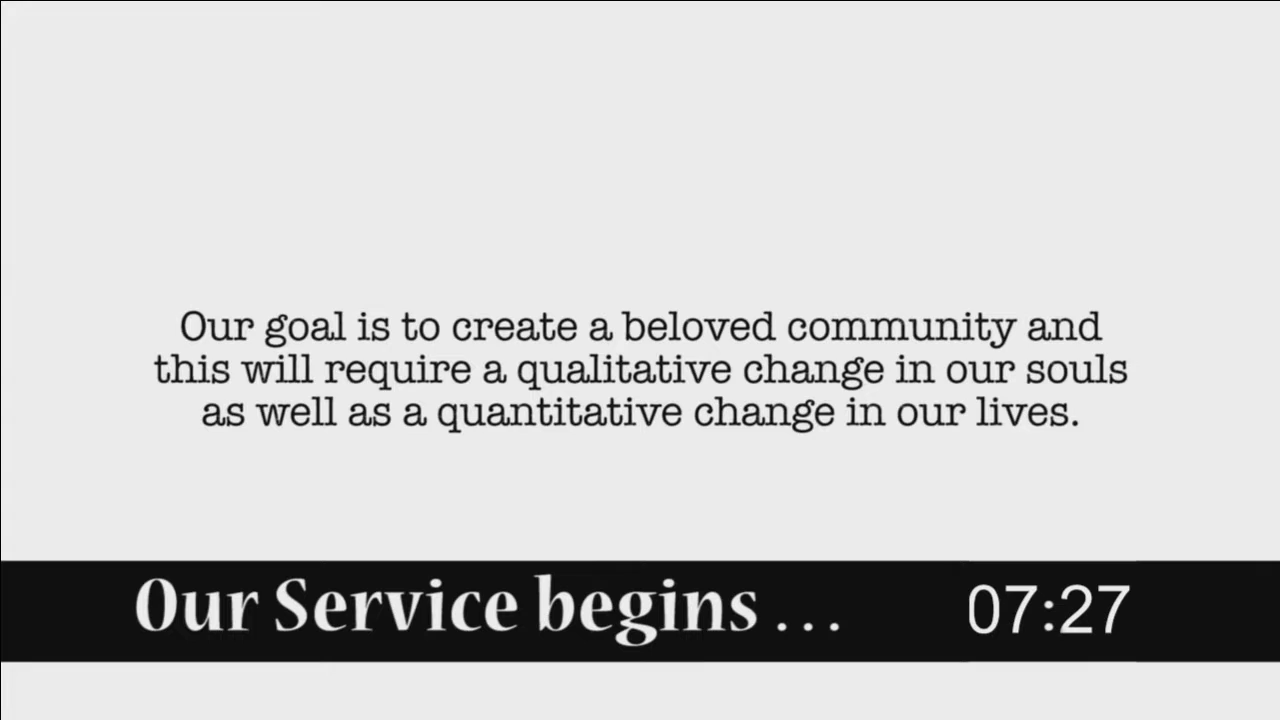 Our goal is to create a beloved community and
this will require a qualitative change in our souls
as well as a quantitative change in our lives.
Our Service begins . . . 07:27